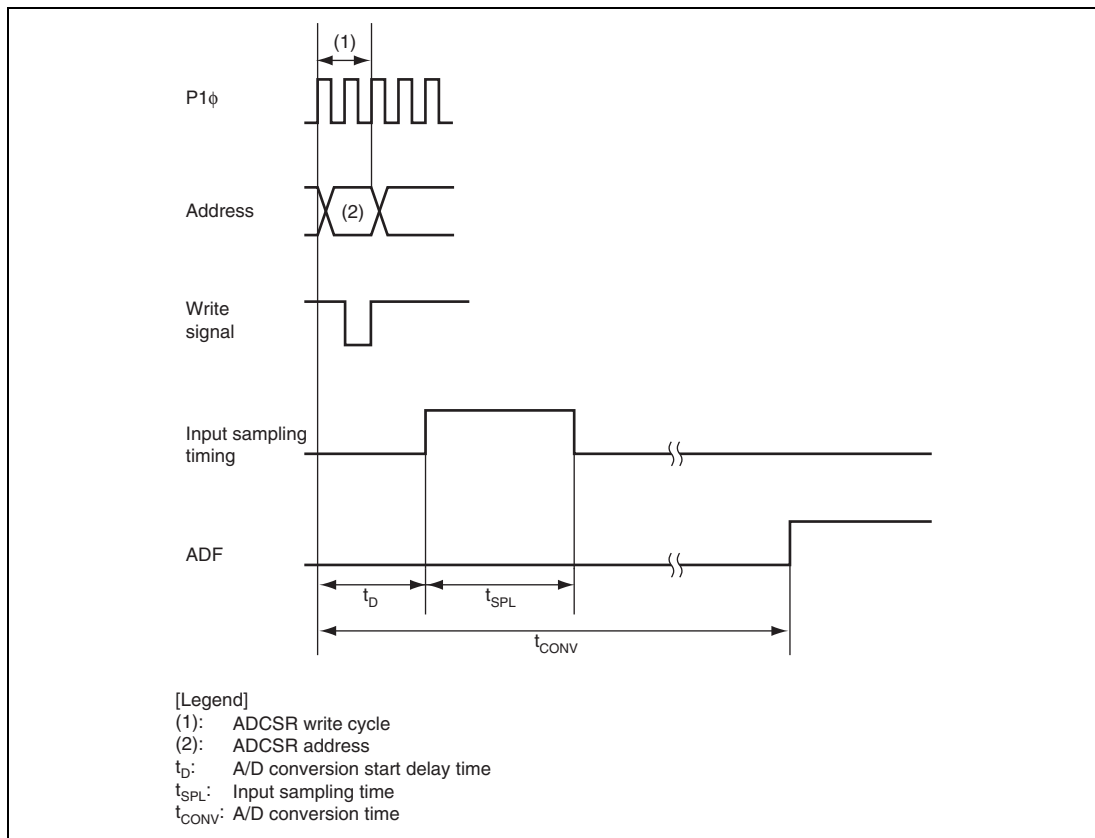 (1)
P1ϕ
Address
(2)
Write
signal
Input sampling
timing
ADF
tD
tSPL
tCONV
[Legend]
(1): ADCSR write cycle
(2): ADCSR address
tD: A/D conversion start delay time
tSPL: Input sampling time
tCONV: A/D conversion time